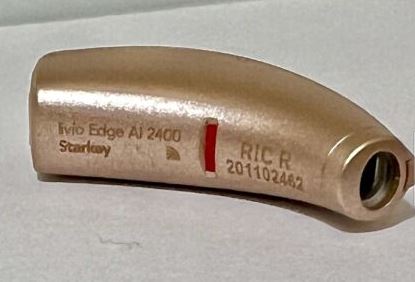 livio Edge AI 2400
Starkey
RIC R
201102462